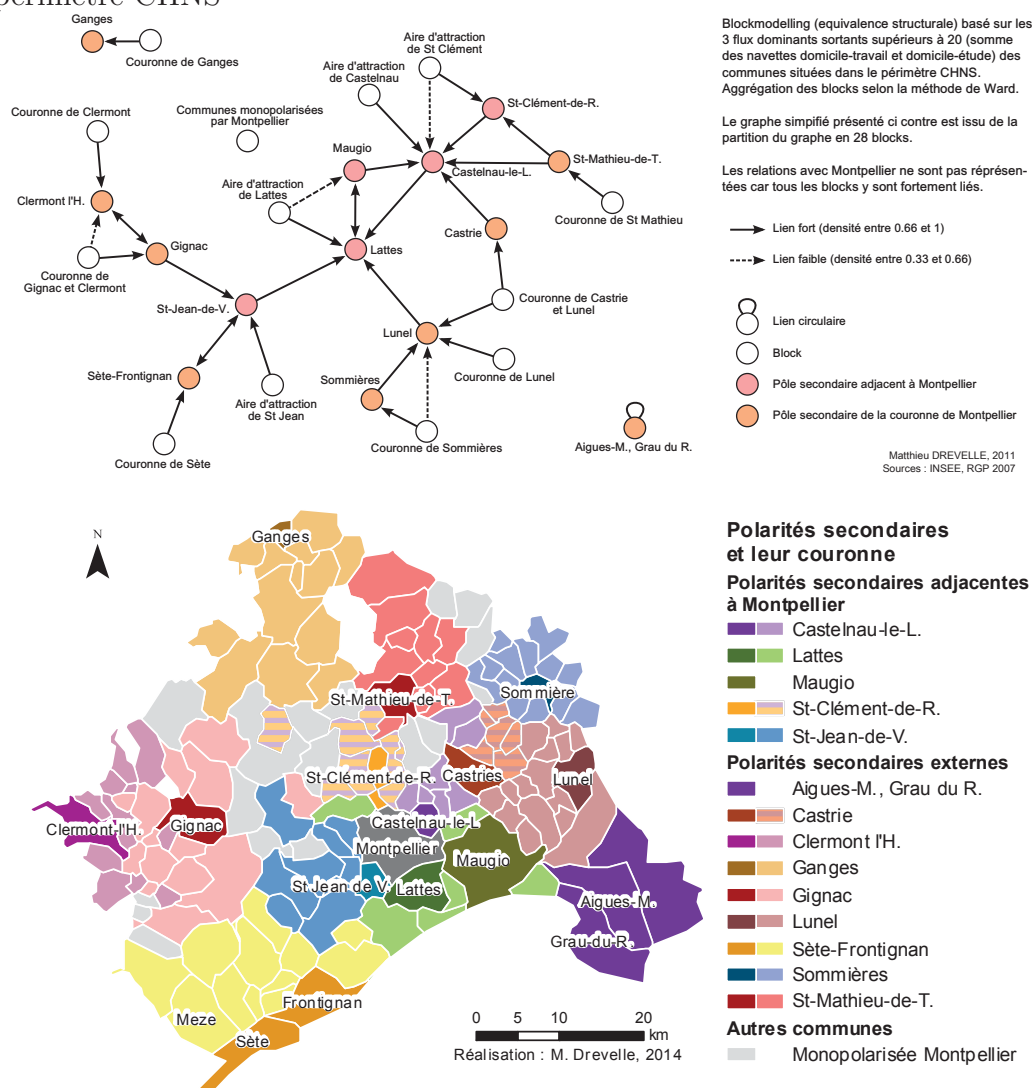 périmètre CHNS
Ganges
Couronne de Ganges
Aire d'attraction
de St Clément
Aire d'attraction
de Castelnau
St-Clément-de-R.
Couronne de Clermont
Communes monopolarisées
par Montpellier
Maugio
St-Mathieu-de-T.
Castelnau-le-L.
Aire d'attraction
de Lattes
Clermont l'H.
Couronne de St Mathieu
Castrie
Gignac
Lattes
Couronne de
Gignac et Clermont
St-Jean-de-V.
Couronne de Castrie
et Lunel
Lunel
Sète-Frontignan
Sommières
Couronne de Lunel
Aire d'attraction
de St Jean
Couronne de Sète
Couronne de Sommières
Aigues-M., Grau du R.
Blockmodelling (equivalence structurale) basé sur les
3 flux dominants sortants supérieurs à 20 (somme
des navettes domicile-travail et domicile-étude) des
communes situées dans le périmètre CHNS.
Aggrégation des blocks selon la méthode de Ward.
Le graphe simplifié présenté ci contre est issu de la
partition du graphe en 28 blocks.
Les relations avec Montpellier ne sont pas réprésen-
tées car tous les blocks y sont fortement liés.
Lien fort (densité entre 0.66 et 1)
Lien faible (densité entre 0.33 et 0.66)
Lien circulaire
Block
Pôle secondaire adjacent à Montpellier
Pôle secondaire de la couronne de Montpellier
Matthieu DREVELLE, 2011
Sources : INSEE, RGP 2007
N
Ganges
St-Mathieu-de-T.
Sommière
St-Clément-de-R.
Castries
Lunel
Clermont-l'H.
Gignac
Castelnau-le-L
Montpellier
Maugio
St Jean de V.
Lattes
Aigues-M.
Grau-du-R.
Frontignan
Meze
Sète
0 5 10 20
km
Réalisation : M. Drevelle, 2014
Polarités secondaires
et leur couronne
Polarités secondaires adjacentes
à Montpellier
Castelnau-le-L.
Lattes
Maugio
St-Clément-de-R.
St-Jean-de-V.
Polarités secondaires externes
Aigues-M., Grau du R.
Castrie
Clermont l'H.
Ganges
Gignac
Lunel
Sète-Frontignan
Sommières
St-Mathieu-de-T.
Autres communes
Monopolarisée Montpellier